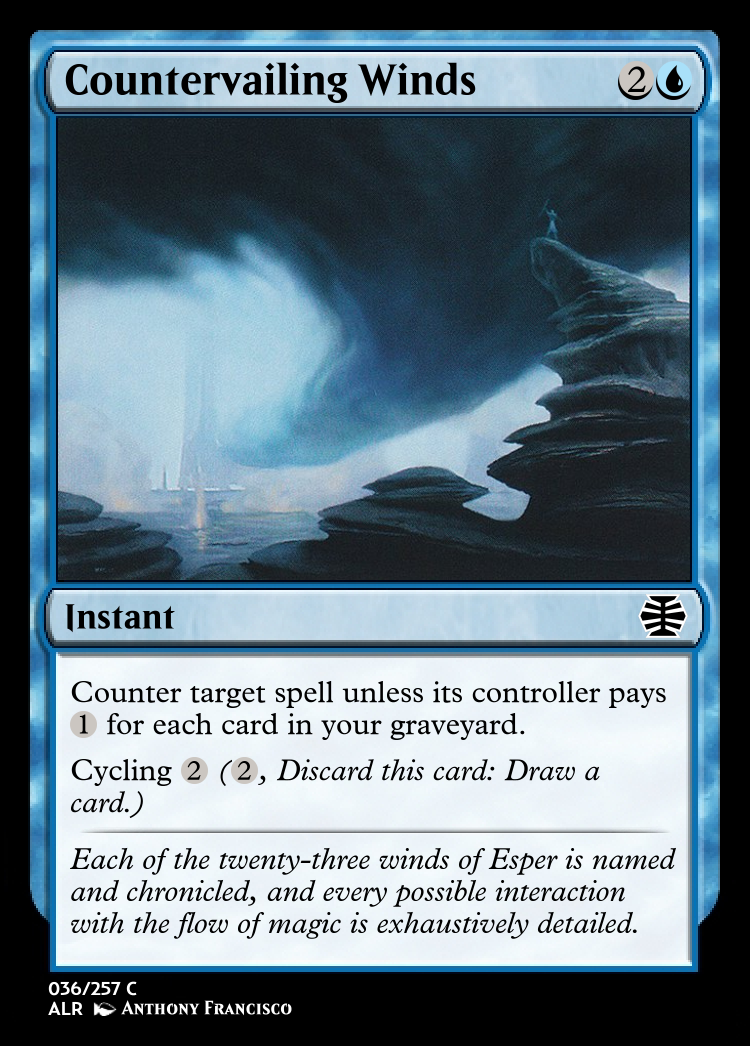 Countervailing Winds 2
Instant
Counter target spell unless its controller pays
1 for each card in your graveyard.
Cycling 2 (2, Discard this card: Draw a
card.)
Each of the twenty-three winds of Esper is named
and chronicled, and every possible interaction
with the flow of magic is exhaustively detailed.
036/257 C
ALR Anthony Francisco